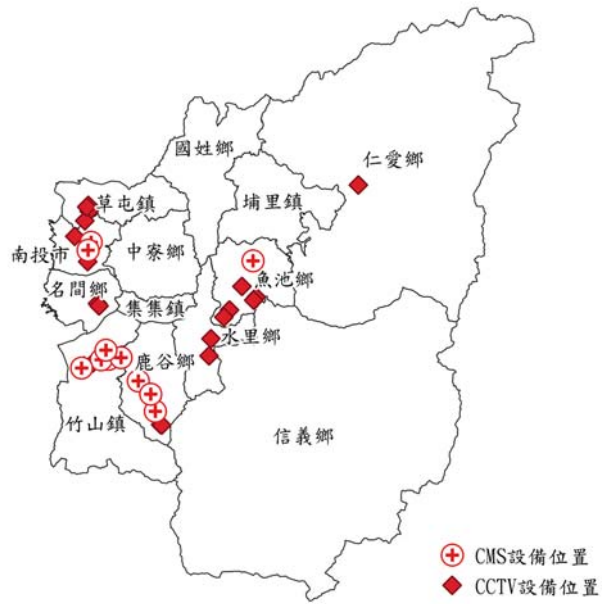 國姓鄉
仁愛鄉
草屯鎮
埔里鎮
南投市
中寮鄉
魚池鄉
名間鄉
集集鎮
水里鄉
鹿谷鄉
竹山鎮
信義鄉
CMS設備位置
CCTV設備位置